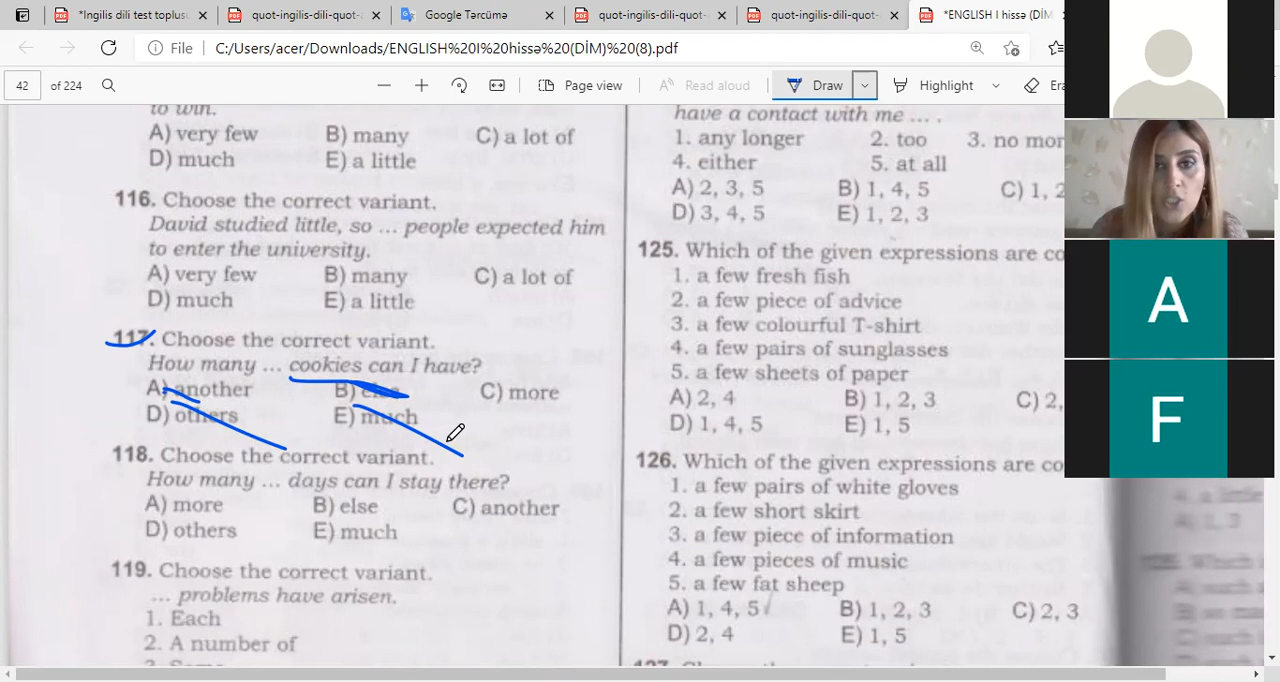 *Ingilis dili test toplusu
quot-ingilis-dili-quot-
Google Tərcümə
quot-ingilis-dili-quot-
quot-ingilis-dili-quot-
*ENGLISH I hissə (DİM)
File
C:/Users/acer/Downloads/ENGLISH%20I%20hissə%20(DİM)%20(8).pdf
42 of 224
Page view
Read aloud
Draw
Highlight
to win.
A) very few B) many C) a lot of
D) much E) a little
116. Choose the correct variant.
David studied little, so ... people expected him
to enter the university.
A) very few B) many C) a lot of
D) much E) a little
117. Choose the correct variant.
How many ... cookies can I have?
A) another B) else C) more
D) others E) much
118. Choose the correct variant.
How many ... days can I stay there?
A) more B) else C) another
D) others E) much
119. Choose the correct variant.
... problems have arisen.
1. Each
2. A number of
have a contact with me ... .
1. any longer 2. too 3. no mor
4. either 5. at all
A) 2, 3, 5 B) 1, 4, 5 C) 1, 2
D) 3, 4, 5 E) 1, 2, 3
125. Which of the given expressions are co
1. a few fresh fish
2. a few piece of advice
3. a few colourful T-shirt
4. a few pairs of sunglasses
5. a few sheets of paper
A) 2, 4 B) 1, 2, 3 C) 2,
D) 1, 4, 5 E) 1, 5
126. Which of the given expressions are co
1. a few pairs of white gloves
2. a few short skirt
3. a few piece of information
4. a few pieces of music
5. a few fat sheep
A) 1, 4, 5 B) 1, 2, 3 C) 2, 3
D) 2, 4 E) 1, 5
A
F